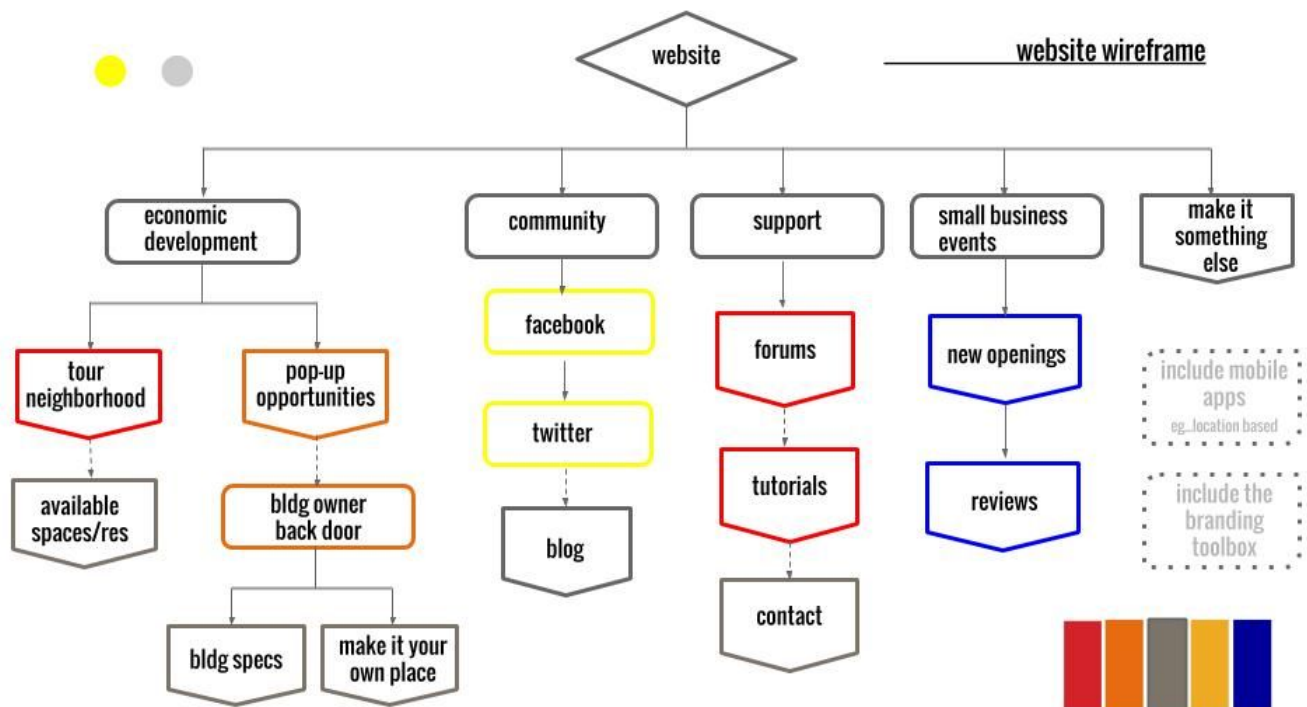 website
website wireframe
economic
development
community
support
small business
events
make it
something
else
facebook
tour
neighborhood
pop-up
opportunities
forums
new openings
include mobile
apps
eg...location based
twitter
available
spaces/res
bldg owner
back door
tutorials
reviews
include the
branding
toolbox
blog
contact
bldg specs
make it your
own place